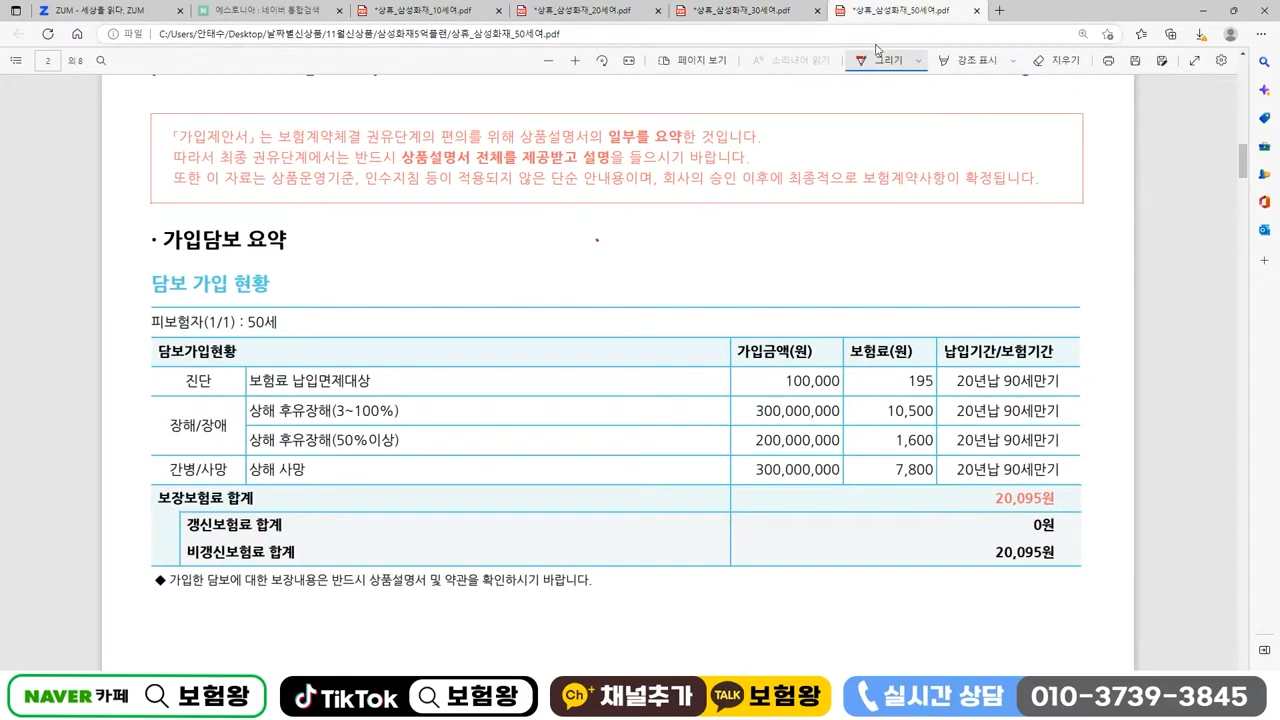 ZUM - 세상을 읽다, ZUM
에스토니아 : 네이버 통합검색
*상휴_삼성화재_10세여.pdf
*상휴_삼성화재_20세여.pdf
*상휴_삼성화재_30세여.pdf
*상휴_삼성화재_50세여.pdf
파일
C:/Users/안태수/Desktop/날짜별신상품/11월신상품/삼성화재5억플랜/상휴_삼성화재_50세여.pdf
2 의 8
페이지 보기
소리내어 읽기
그리기
강조 표시
지우기
「가입제안서」는 보험계약체결 권유단계의 편의를 위해 상품설명서의 일부를 요약한 것입니다.
따라서 최종 권유단계에서는 반드시 상품설명서 전체를 제공받고 설명을 들으시기 바랍니다.
또한 이 자료는 상품운영기준, 인수지침 등이 적용되지 않은 단순 안내용이며, 회사의 승인 이후에 최종적으로 보험계약사항이 확정됩니다.
· 가입담보 요약
담보 가입 현황
피보험자(1/1) : 50세
담보가입현황 가입금액(원) 보험료(원) 납입기간/보험기간
진단 보험료 납입면제대상 100,000 195 20년납 90세만기
장해/장애 상해 후유장해(3~100%) 300,000,000 10,500 20년납 90세만기
상해 후유장해(50%이상) 200,000,000 1,600 20년납 90세만기
간병/사망 상해 사망 300,000,000 7,800 20년납 90세만기
보장보험료 합계 20,095원
갱신보험료 합계 0원
비갱신보험료 합계 20,095원
◆ 가입한 담보에 대한 보장내용은 반드시 상품설명서 및 약관을 확인하시기 바랍니다.
NAVER 카페 보험왕
TikTok 보험왕
Ch+ 채널추가 TALK 보험왕
실시간 상담 010-3739-3845